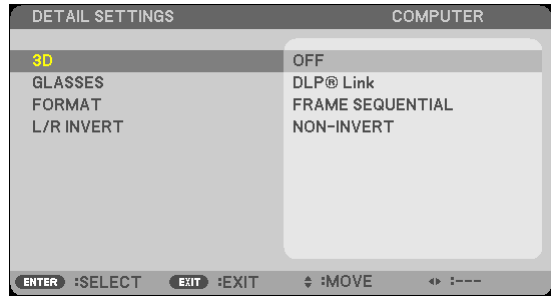 DETAIL SETTINGS COMPUTER
3D OFF
GLASSES DLP® Link
FORMAT FRAME SEQUENTIAL
L/R INVERT NON-INVERT
ENTER :SELECT EXIT :EXIT :MOVE :---